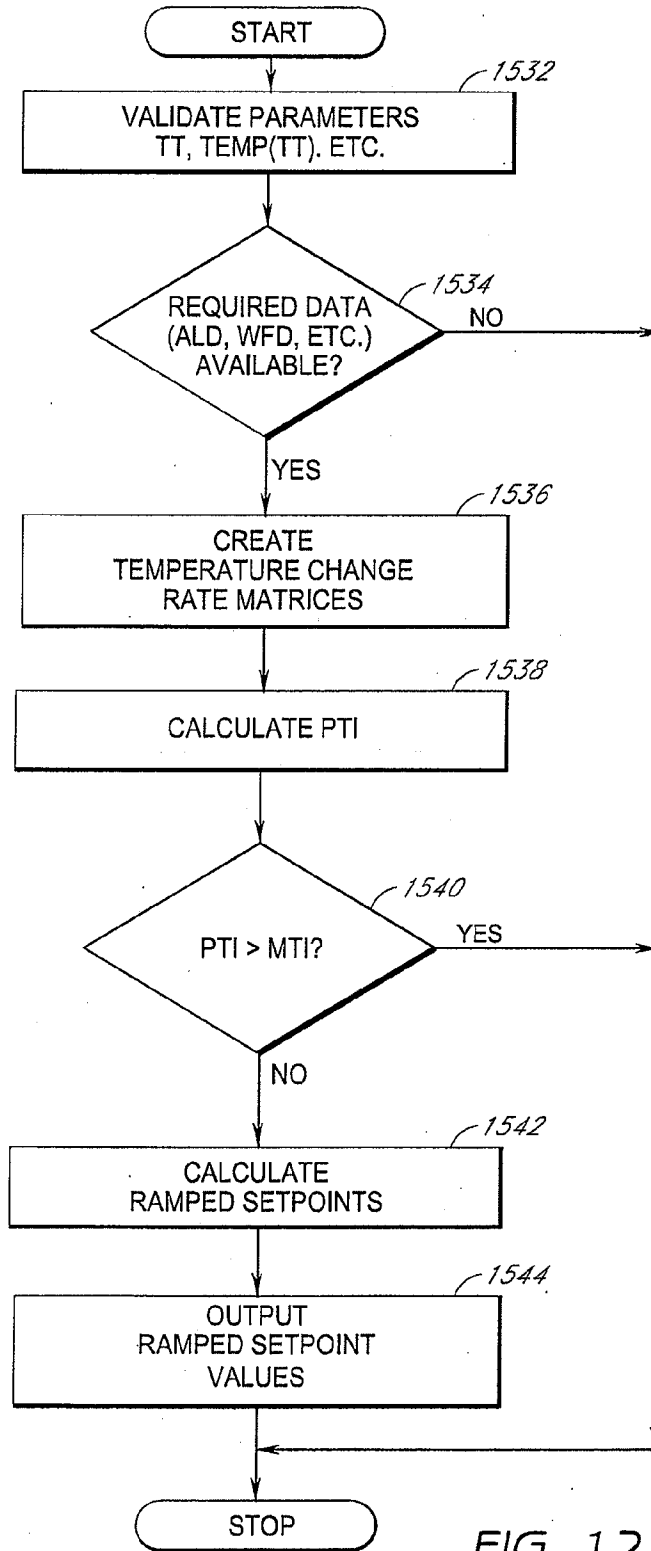 START
1532
VALIDATE PARAMETERS
TT, TEMP(TT). ETC.
1534
REQUIRED DATA
(ALD, WFD, ETC.)
AVAILABLE?
NO
YES
1536
CREATE
TEMPERATURE CHANGE
RATE MATRICES
1538
CALCULATE PTI
1540
PTI > MTI?
YES
NO
1542
CALCULATE
RAMPED SETPOINTS
1544
OUTPUT
RAMPED SETPOINT
VALUES
STOP
FIG. 12